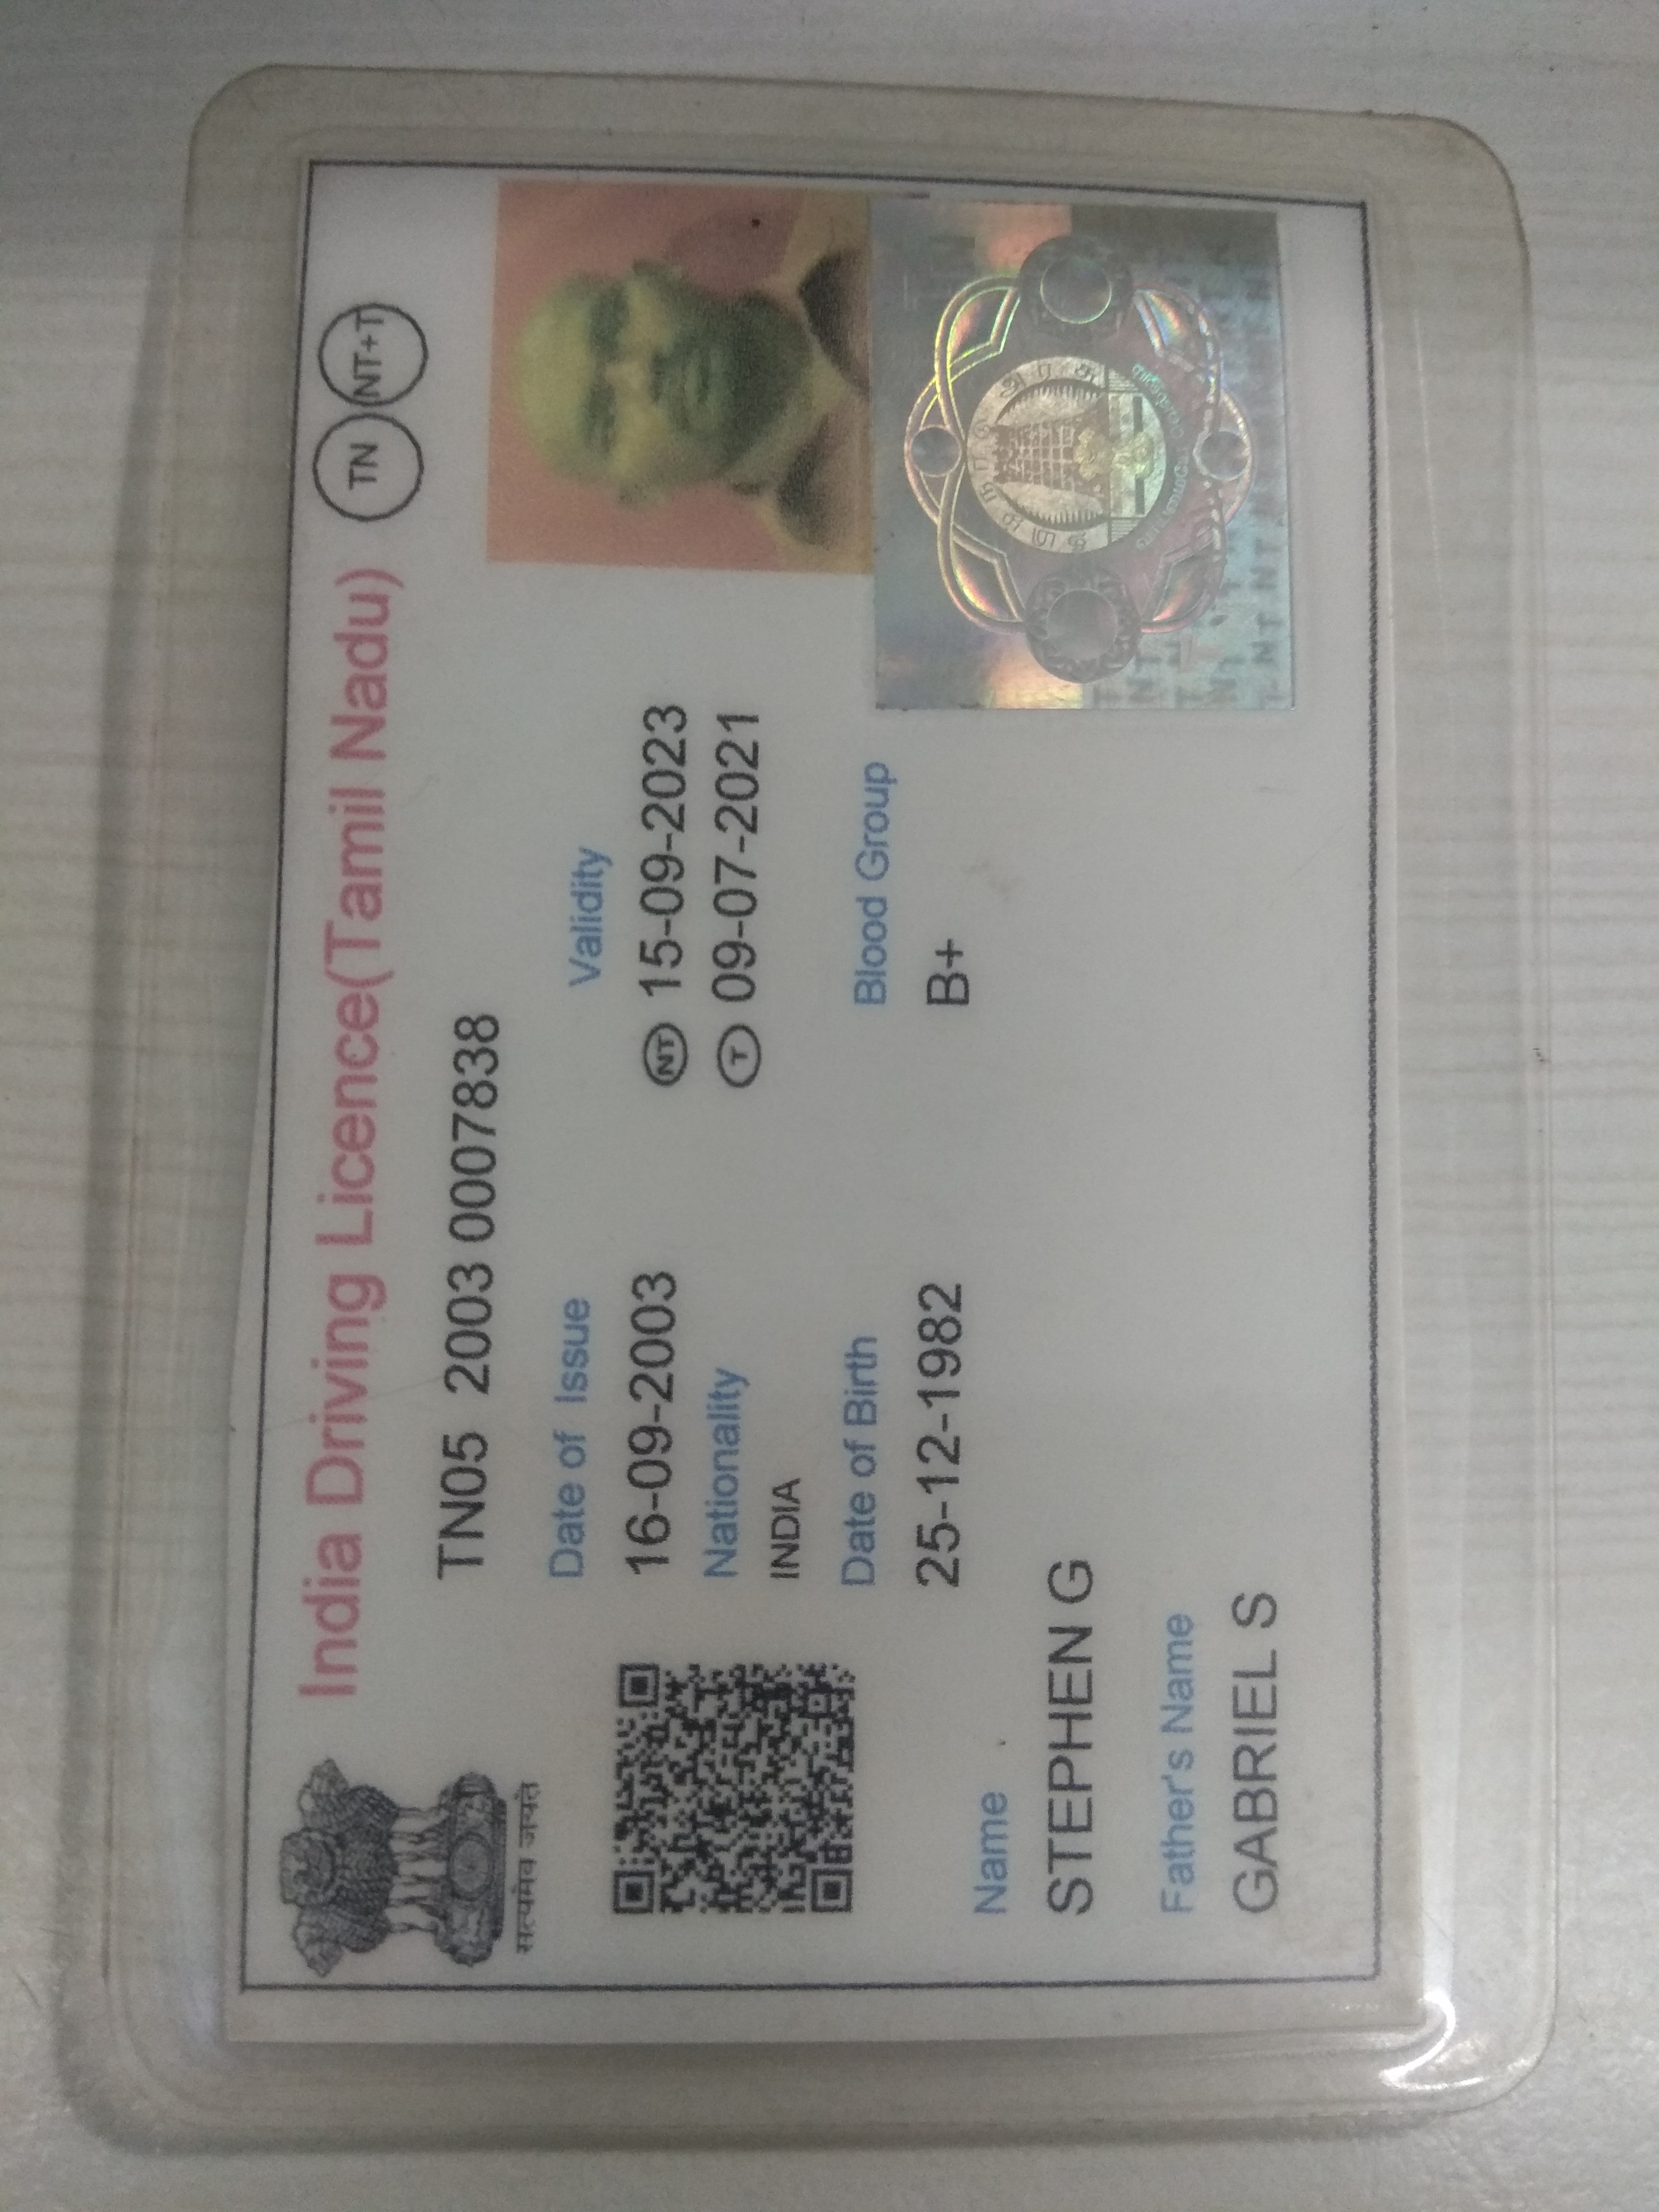 India Driving Licence(Tamil Nadu) TN NT+T
सत्यमेव जयते
TN05 2003 0007838
Date of Issue Validity
16-09-2003 NT 15-09-2023
Nationality T 09-07-2021
INDIA
Date of Birth Blood Group
25-12-1982 B+
Name
STEPHEN G
Father's Name
GABRIEL S